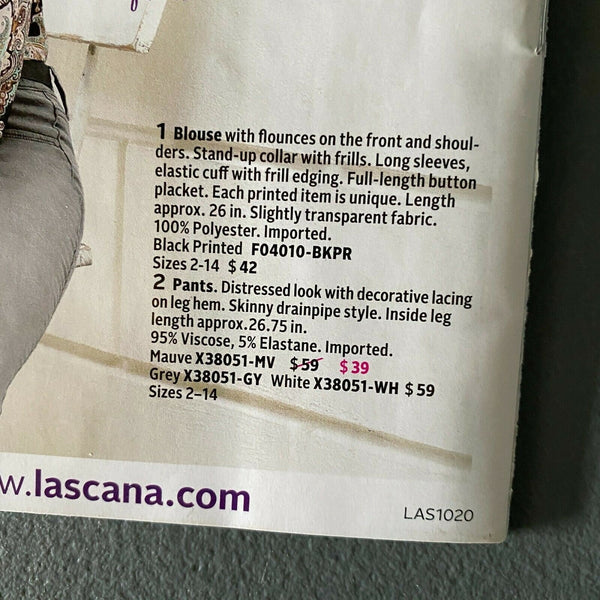 1 Blouse with flounces on the front and shoul-
ders. Stand-up collar with frills. Long sleeves,
elastic cuff with frill edging. Full-length button
placket. Each printed item is unique. Length
approx. 26 in. Slightly transparent fabric.
100% Polyester. Imported.
Black Printed F04010-BKPR
Sizes 2-14 $42
2 Pants. Distressed look with decorative lacing
on leg hem. Skinny drainpipe style. Inside leg
length approx.26.75 in.
95% Viscose, 5% Elastane. Imported.
Mauve X38051-MV $59 $39
Grey X38051-GY White X38051-WH $59
Sizes 2–14
w.lascana.com
LAS1020